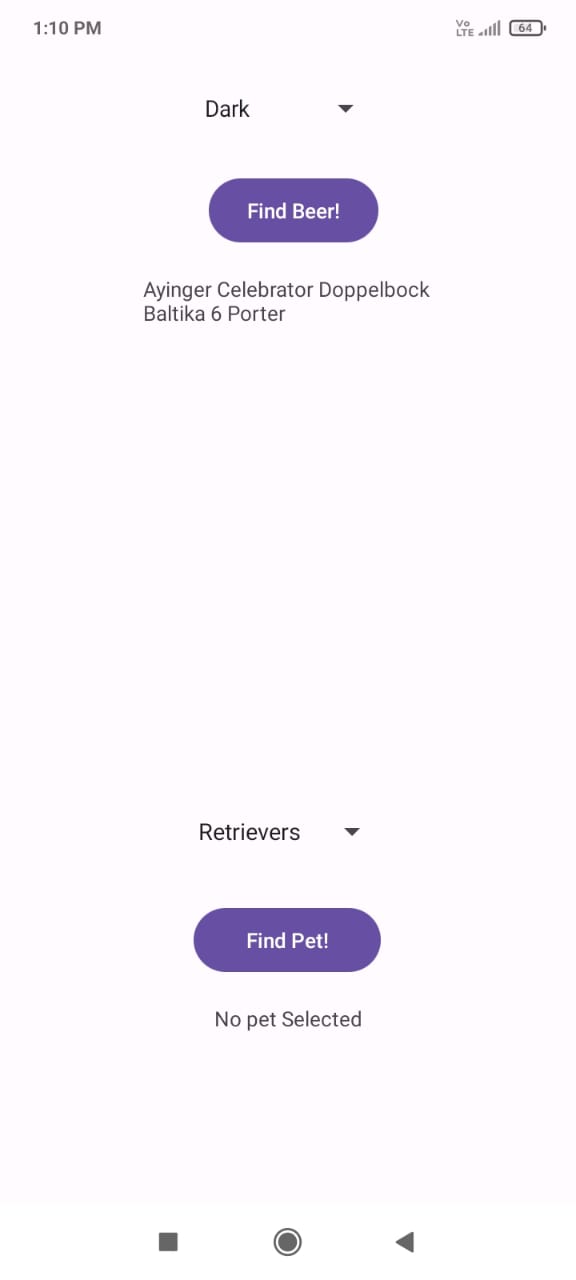 1:10 PM
Vo LTE
64
Dark
Find Beer!
Ayinger Celebrator Doppelbock
Baltika 6 Porter
Retrievers
Find Pet!
No pet Selected